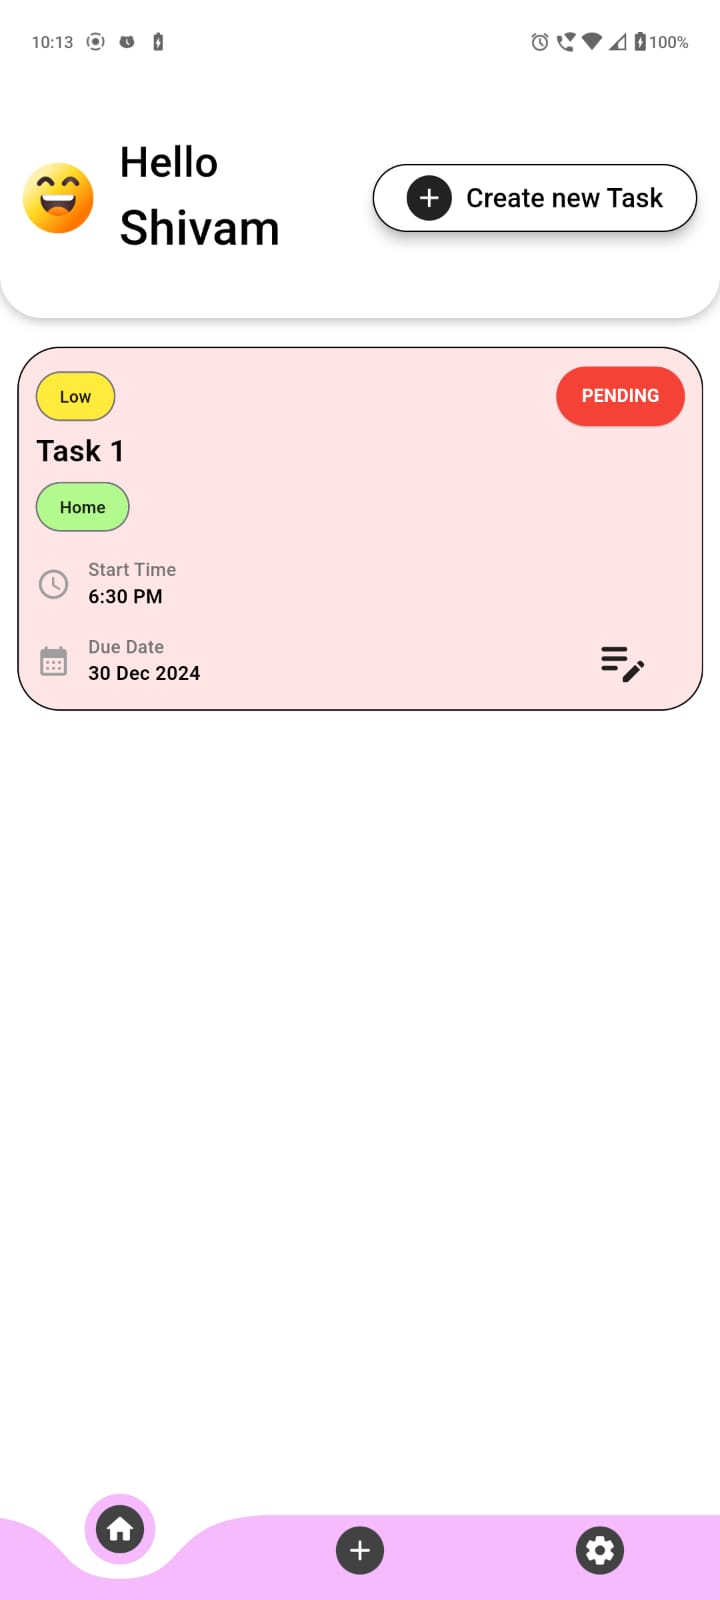 10:13
100%
Hello
Shivam
Create new Task
Low
PENDING
Task 1
Home
Start Time
6:30 PM
Due Date
30 Dec 2024